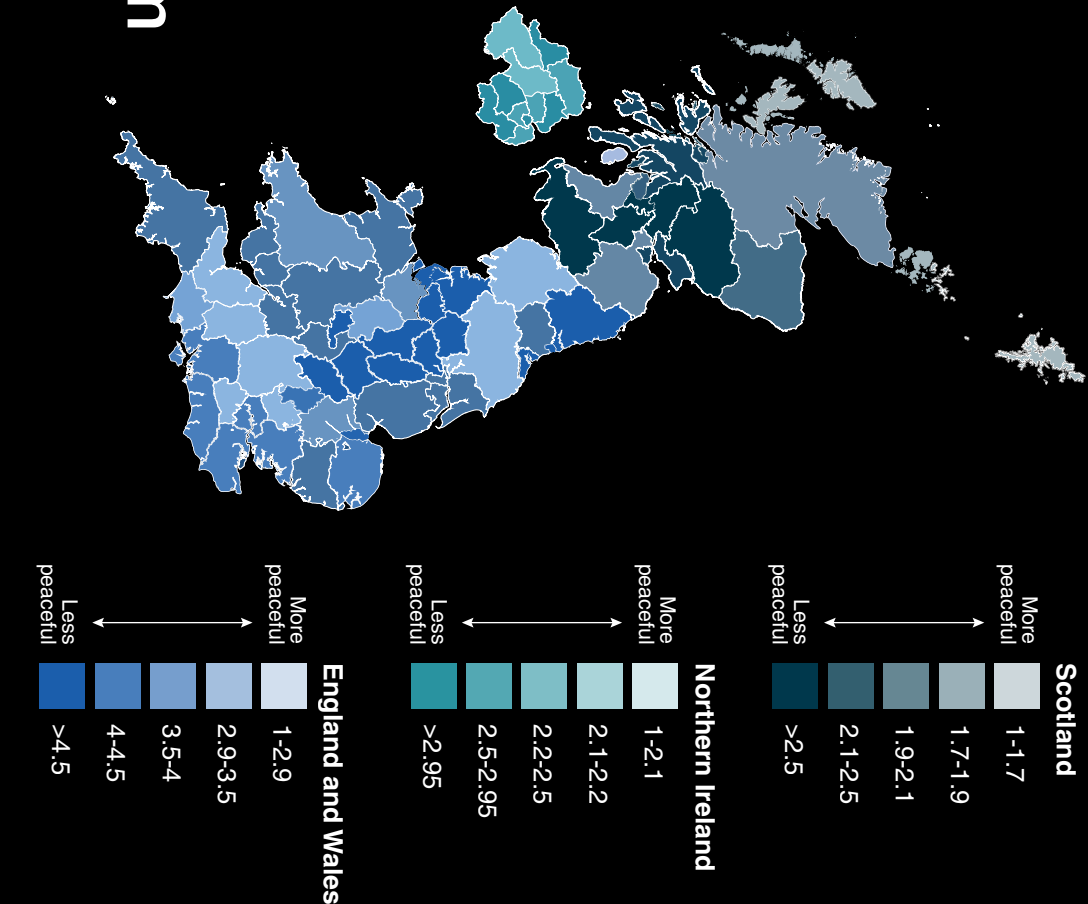 Scotland
More
peaceful
1-1.7
1.7-1.9
1.9-2.1
2.1-2.5
Less
peaceful
>2.5
Northern Ireland
More
peaceful
1-2.1
2.1-2.2
2.2-2.5
2.5-2.95
Less
peaceful
>2.95
England and Wales
More
peaceful
1-2.9
2.9-3.5
3.5-4
4-4.5
Less
peaceful
>4.5